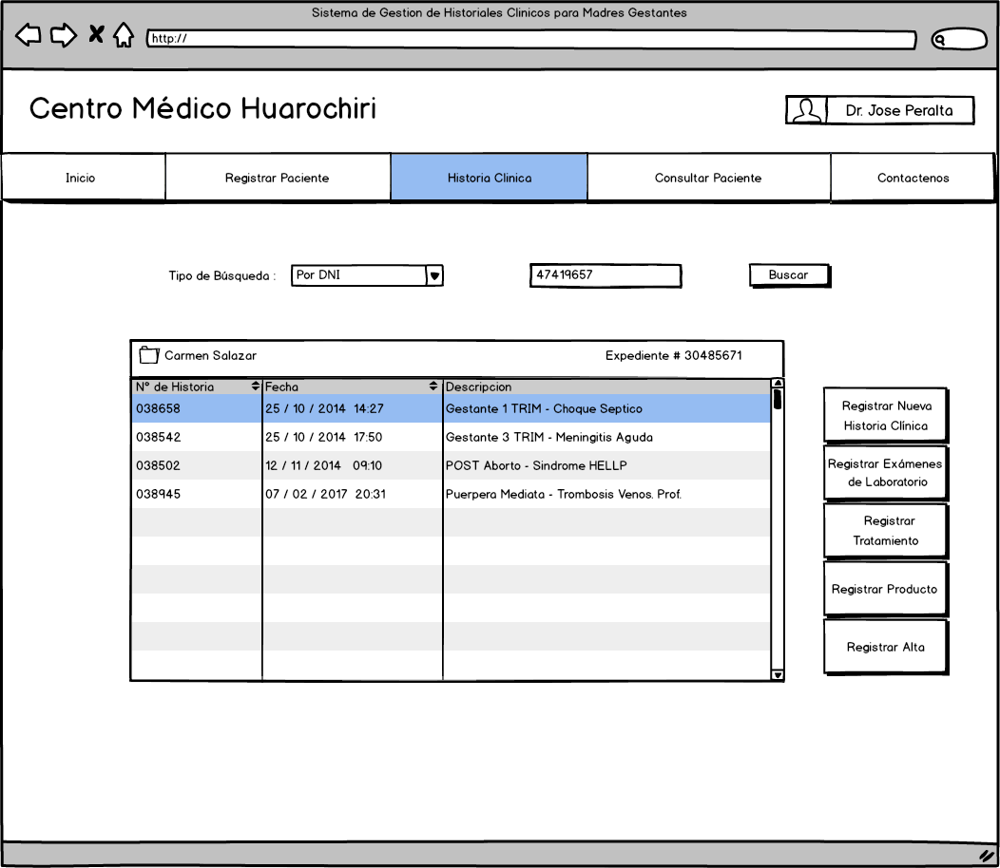 Sistema de Gestion de Historiales Clinicos para Madres Gestantes
http://
Centro Médico Huarochiri
Dr. Jose Peralta
Inicio Registrar Paciente Historia Clinica Consultar Paciente Contactenos
Tipo de Búsqueda : Por DNI 47419657 Buscar
Carmen Salazar Expediente # 30485671
N° de Historia Fecha Descripcion
038658 25 / 10 / 2014 14:27 Gestante 1 TRIM - Choque Septico
038542 25 / 10 / 2014 17:50 Gestante 3 TRIM - Meningitis Aguda
038502 12 / 11 / 2014 09:10 POST Aborto - Sindrome HELLP
038945 07 / 02 / 2017 20:31 Puerpera Mediata - Trombosis Venos. Prof.
Registrar Nueva
Historia Clínica
Registrar Exámenes
de Laboratorio
Registrar
Tratamiento
Registrar Producto
Registrar Alta